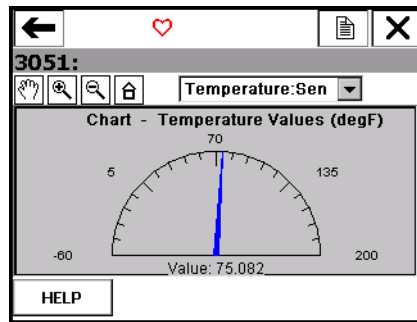 3051:
Temperature:Sen
Chart - Temperature Values (degF)
70
5
135
-60
200
Value: 75.082
HELP